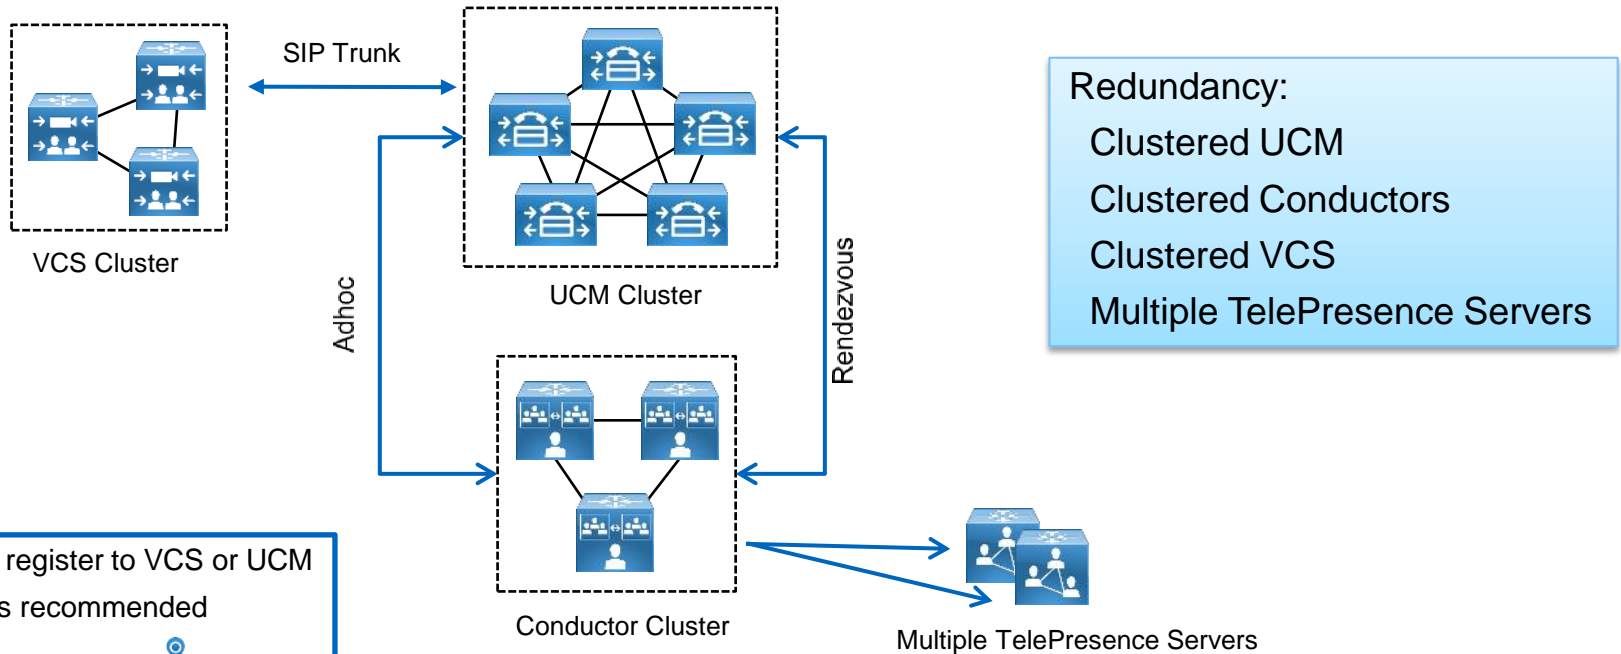 SIP Trunk
VCS Cluster
UCM Cluster
Adhoc
Rendezvous
Redundancy:
Clustered UCM
Clustered Conductors
Clustered VCS
Multiple TelePresence Servers
register to VCS or UCM
s recommended
Conductor Cluster
Multiple TelePresence Servers